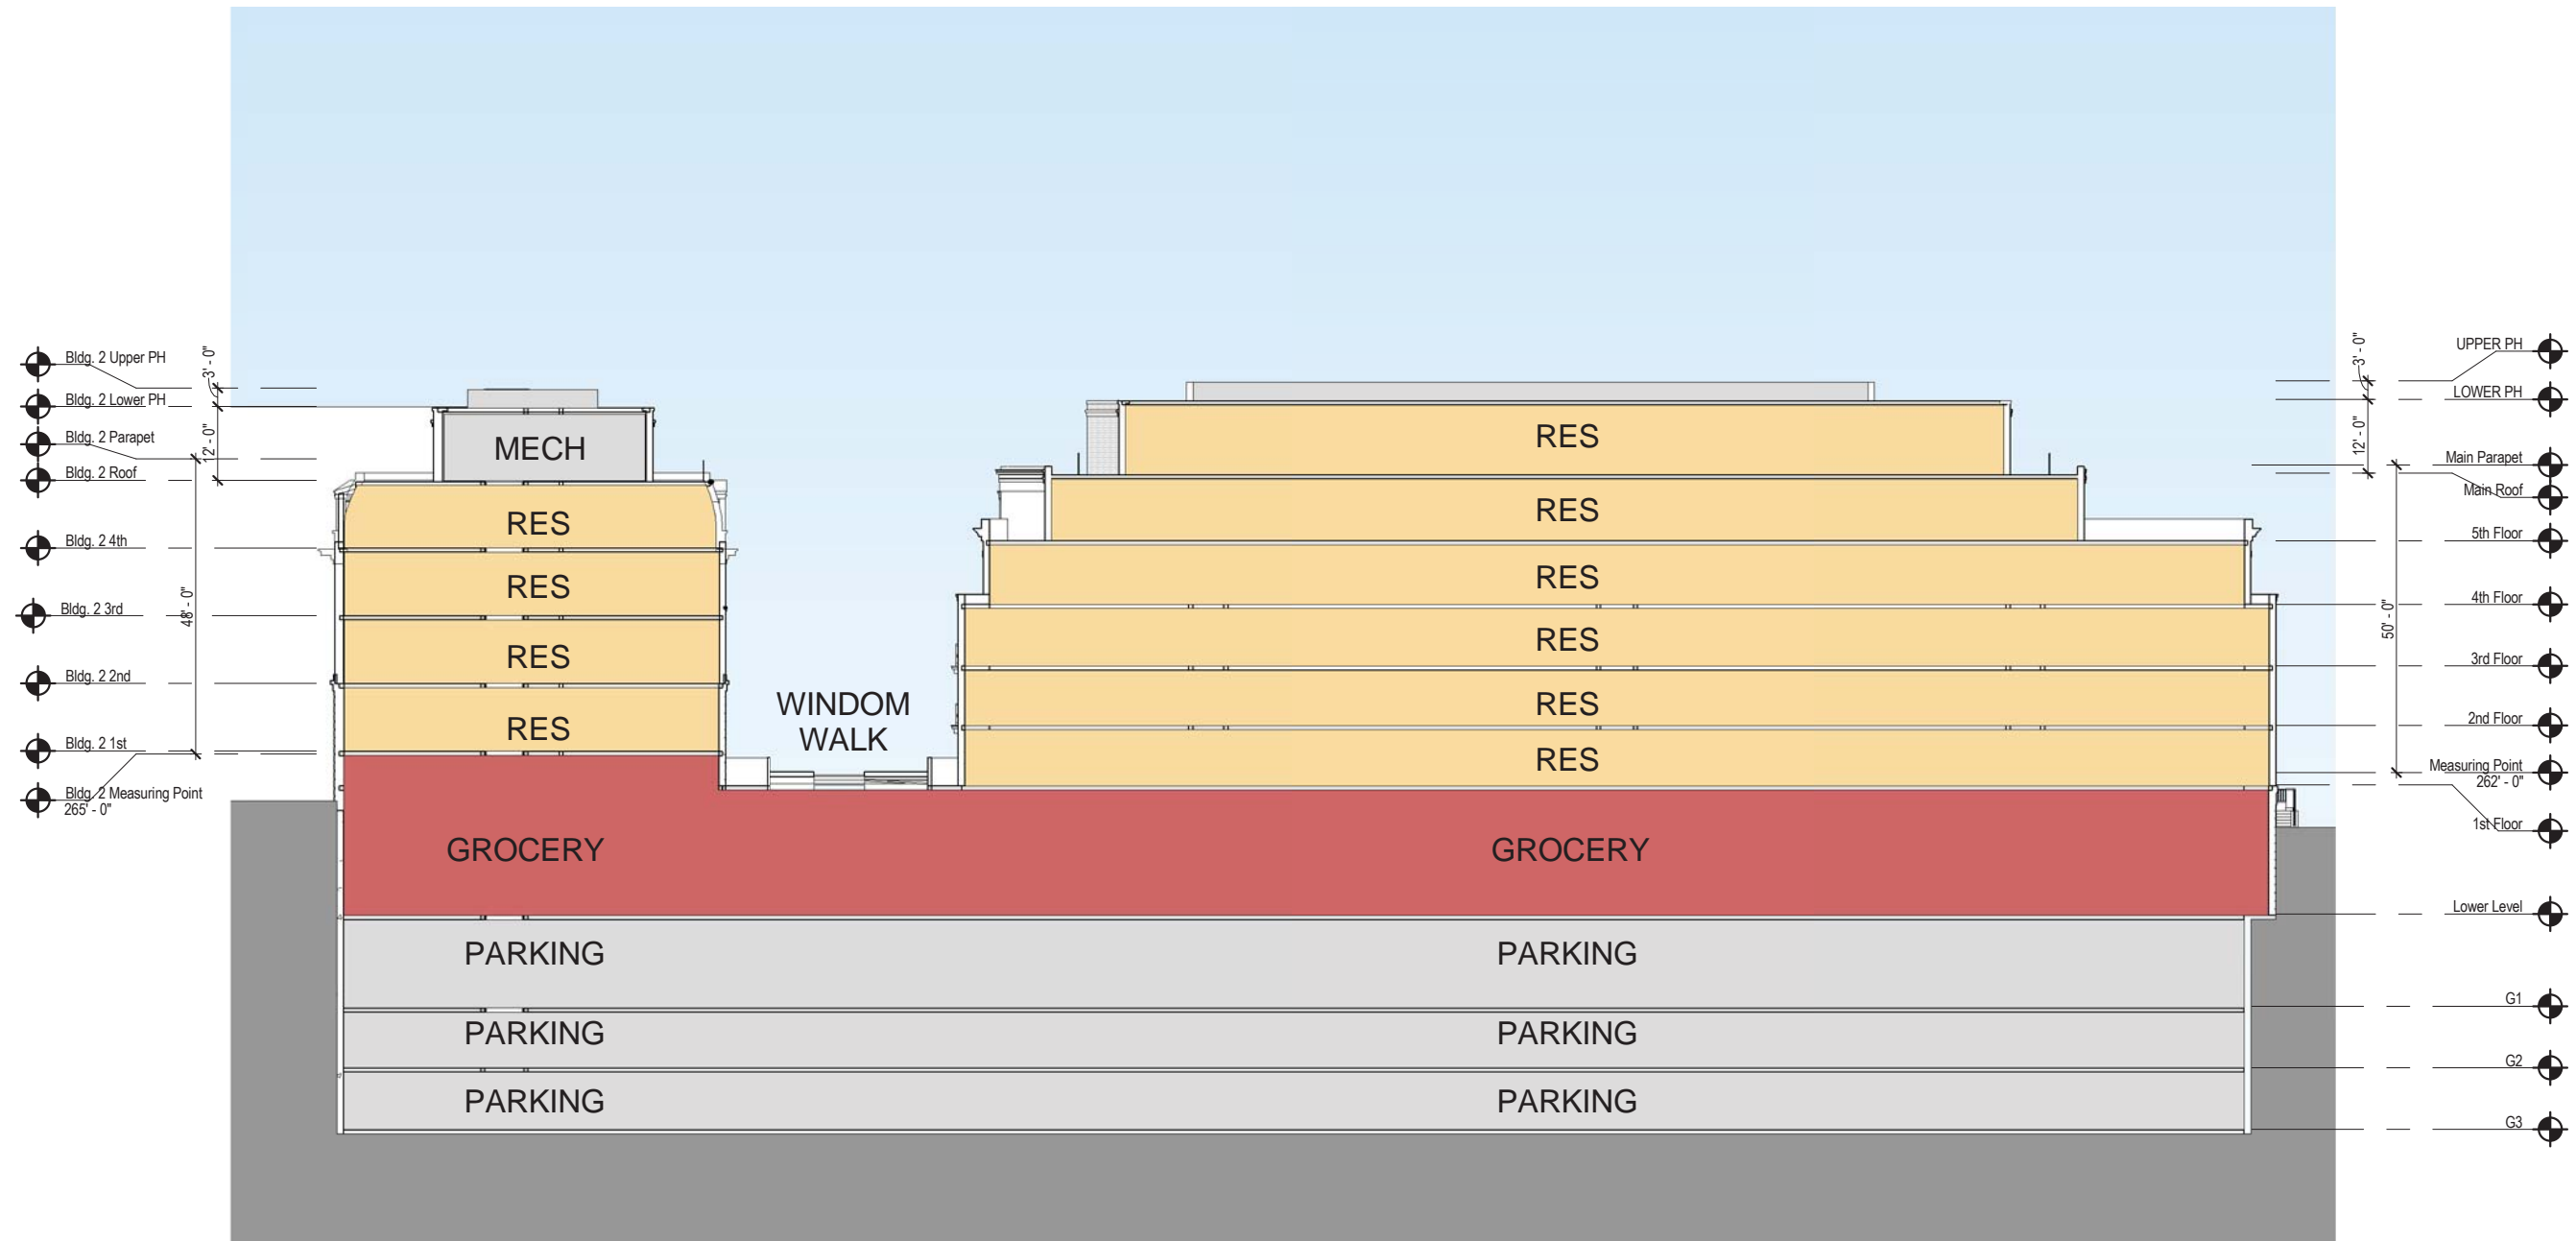 Bldg. 2 Upper PH
3' - 0"
Bldg. 2 Lower PH
Bldg. 2 Parapet
12' - 0"
Bldg. 2 Roof
Bldg. 2 4th
Bldg. 2 3rd
48' - 0"
Bldg. 2 2nd
Bldg. 2 1st
Bldg. 2 Measuring Point
265' - 0"
MECH
RES
RES
RES
RES
WINDOM
WALK
RES
RES
RES
RES
RES
RES
GROCERY
GROCERY
PARKING
PARKING
PARKING
PARKING
PARKING
PARKING
UPPER PH
3' - 0"
LOWER PH
12' - 0"
Main Parapet
Main Roof
5th Floor
4th Floor
50' - 0"
3rd Floor
2nd Floor
Measuring Point
262' - 0"
1st Floor
Lower Level
G1
G2
G3